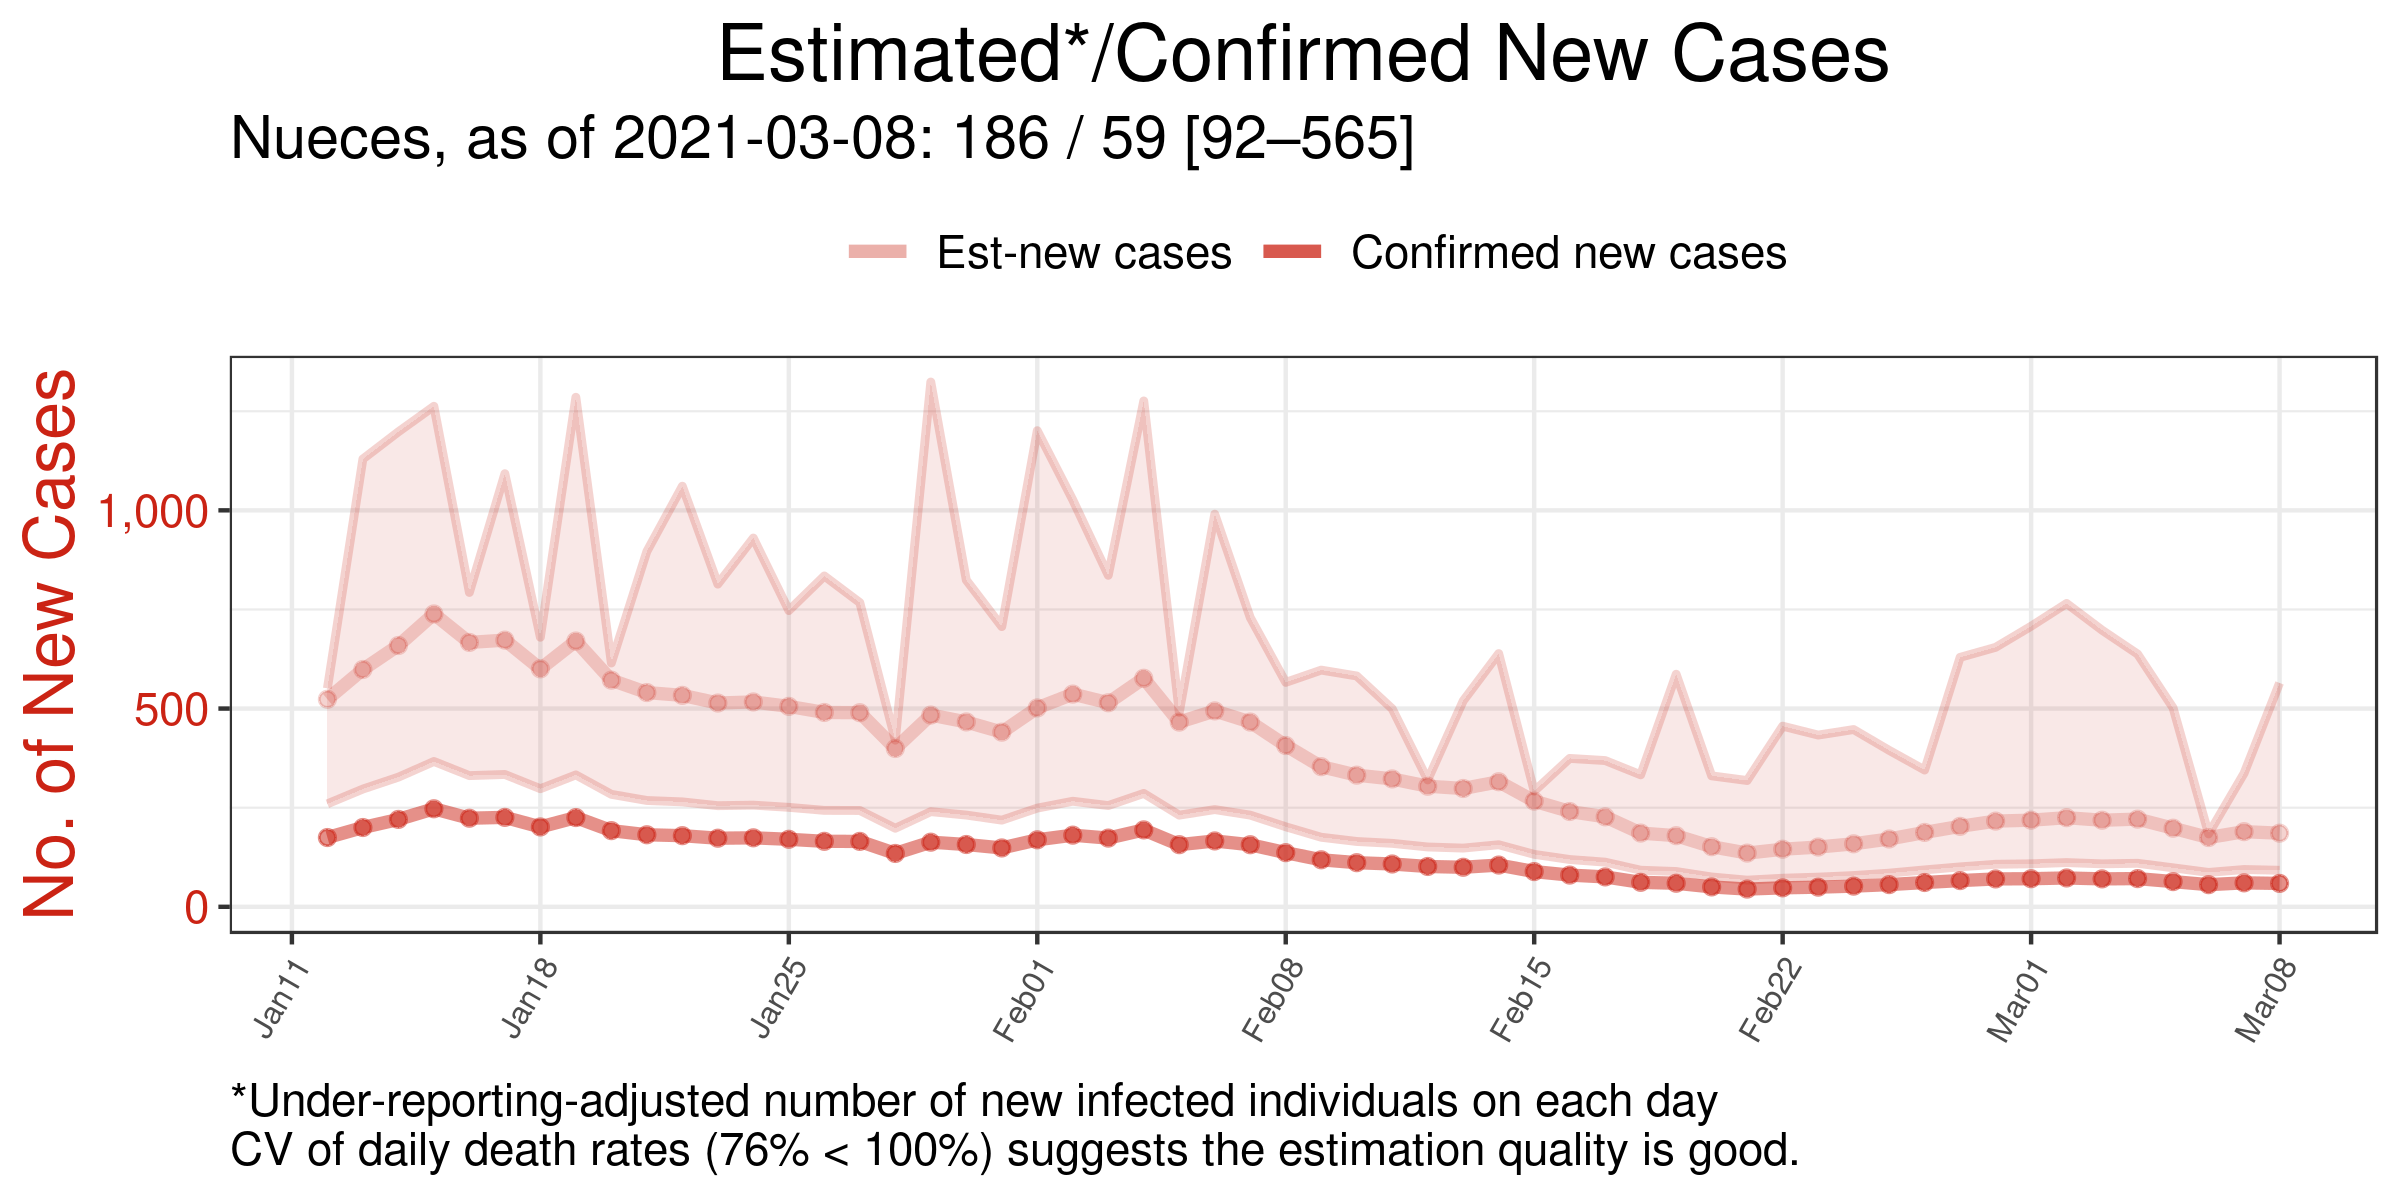 Estimated*/Confirmed New Cases
Nueces, as of 2021-03-08: 186 / 59 [92–565]
Est-new cases Confirmed new cases
No. of New Cases
1,000
500
0
Jan11 Jan18 Jan25 Feb01 Feb08 Feb15 Feb22 Mar01 Mar08
*Under-reporting-adjusted number of new infected individuals on each day
CV of daily death rates (76% < 100%) suggests the estimation quality is good.